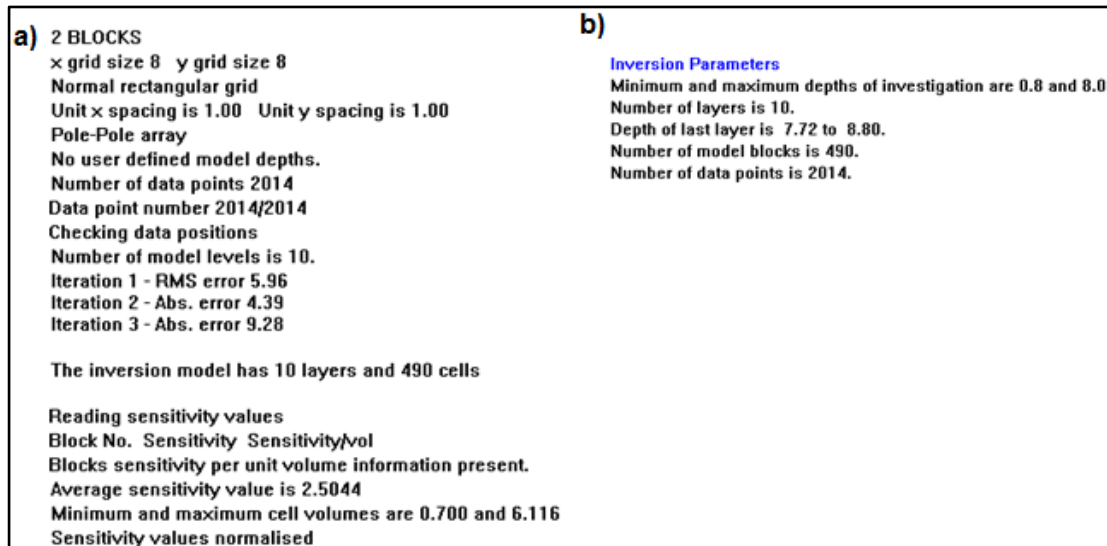 a) 2 BLOCKS
x grid size 8 y grid size 8
Normal rectangular grid
Unit x spacing is 1.00 Unit y spacing is 1.00
Pole-Pole array
No user defined model depths.
Number of data points 2014
Data point number 2014/2014
Checking data positions
Number of model levels is 10.
Iteration 1 - RMS error 5.96
Iteration 2 - Abs. error 4.39
Iteration 3 - Abs. error 9.28
The inversion model has 10 layers and 490 cells
Reading sensitivity values
Block No. Sensitivity Sensitivity/vol
Blocks sensitivity per unit volume information present.
Average sensitivity value is 2.5044
Minimum and maximum cell volumes are 0.700 and 6.116
Sensitivity values normalised
b)
Inversion Parameters
Minimum and maximum depths of investigation are 0.8 and 8.0
Number of layers is 10.
Depth of last layer is 7.72 to 8.80.
Number of model blocks is 490.
Number of data points is 2014.